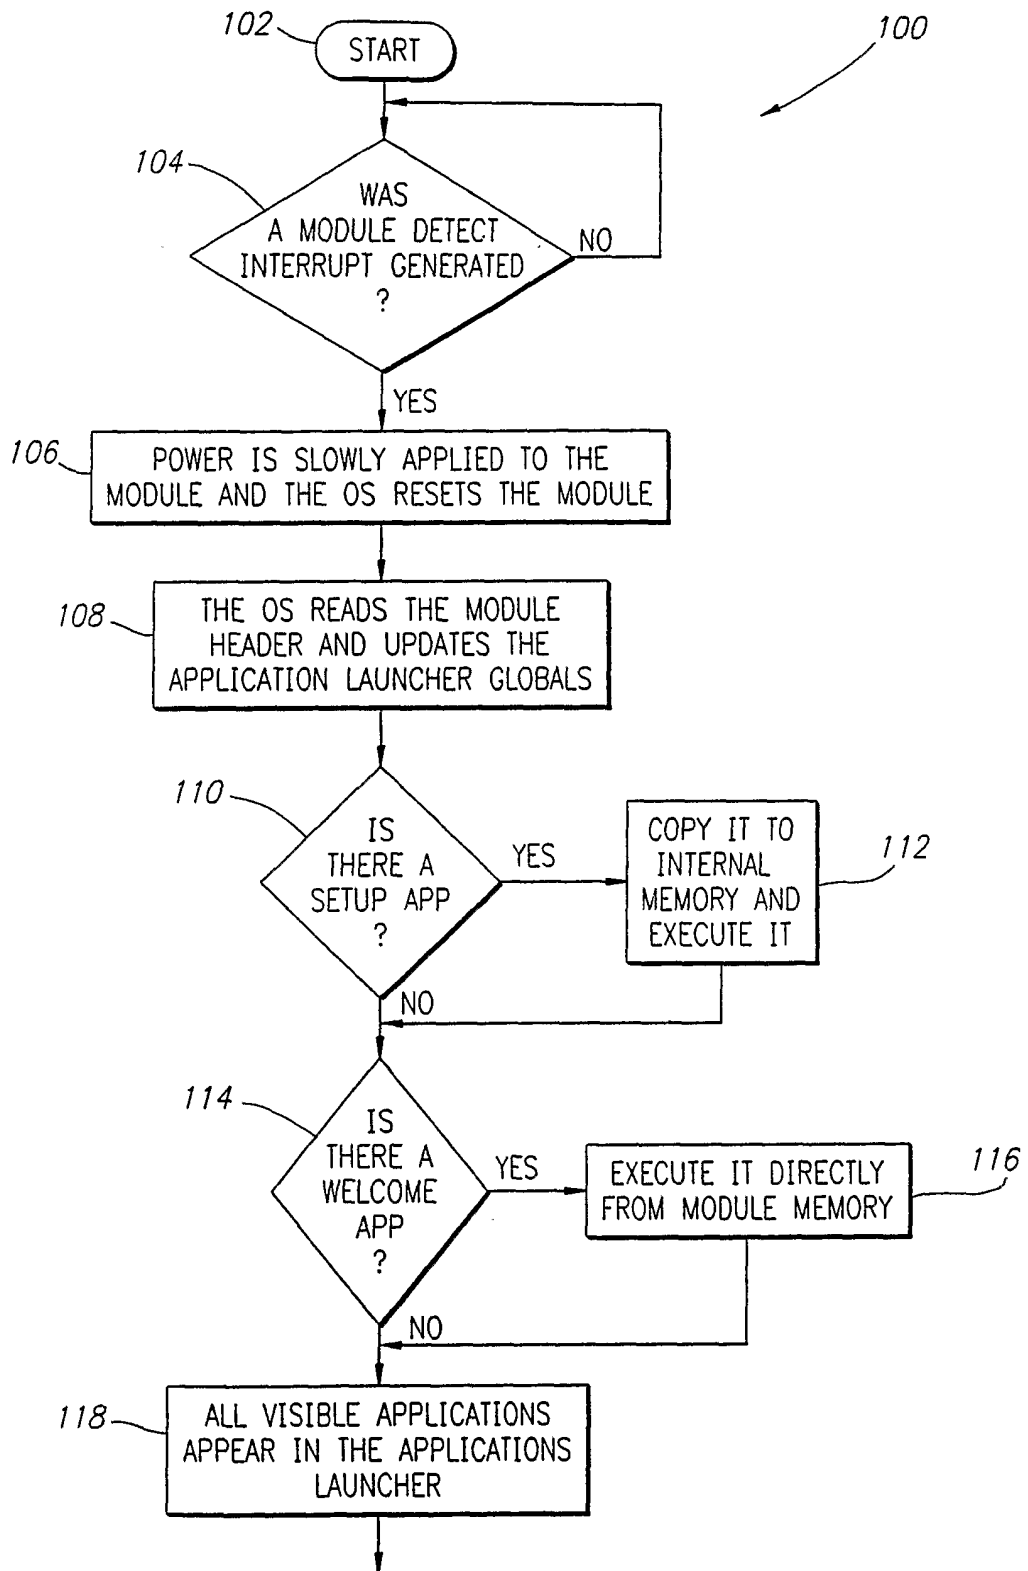 102
START
100
104
WAS
A MODULE DETECT
INTERRUPT GENERATED
?
NO
YES
106
POWER IS SLOWLY APPLIED TO THE
MODULE AND THE OS RESETS THE MODULE
108
THE OS READS THE MODULE
HEADER AND UPDATES THE
APPLICATION LAUNCHER GLOBALS
110
IS
THERE A
SETUP APP
?
YES
COPY IT TO
INTERNAL
MEMORY AND
EXECUTE IT
112
NO
114
IS
THERE A
WELCOME
APP
?
YES
EXECUTE IT DIRECTLY
FROM MODULE MEMORY
116
NO
118
ALL VISIBLE APPLICATIONS
APPEAR IN THE APPLICATIONS
LAUNCHER